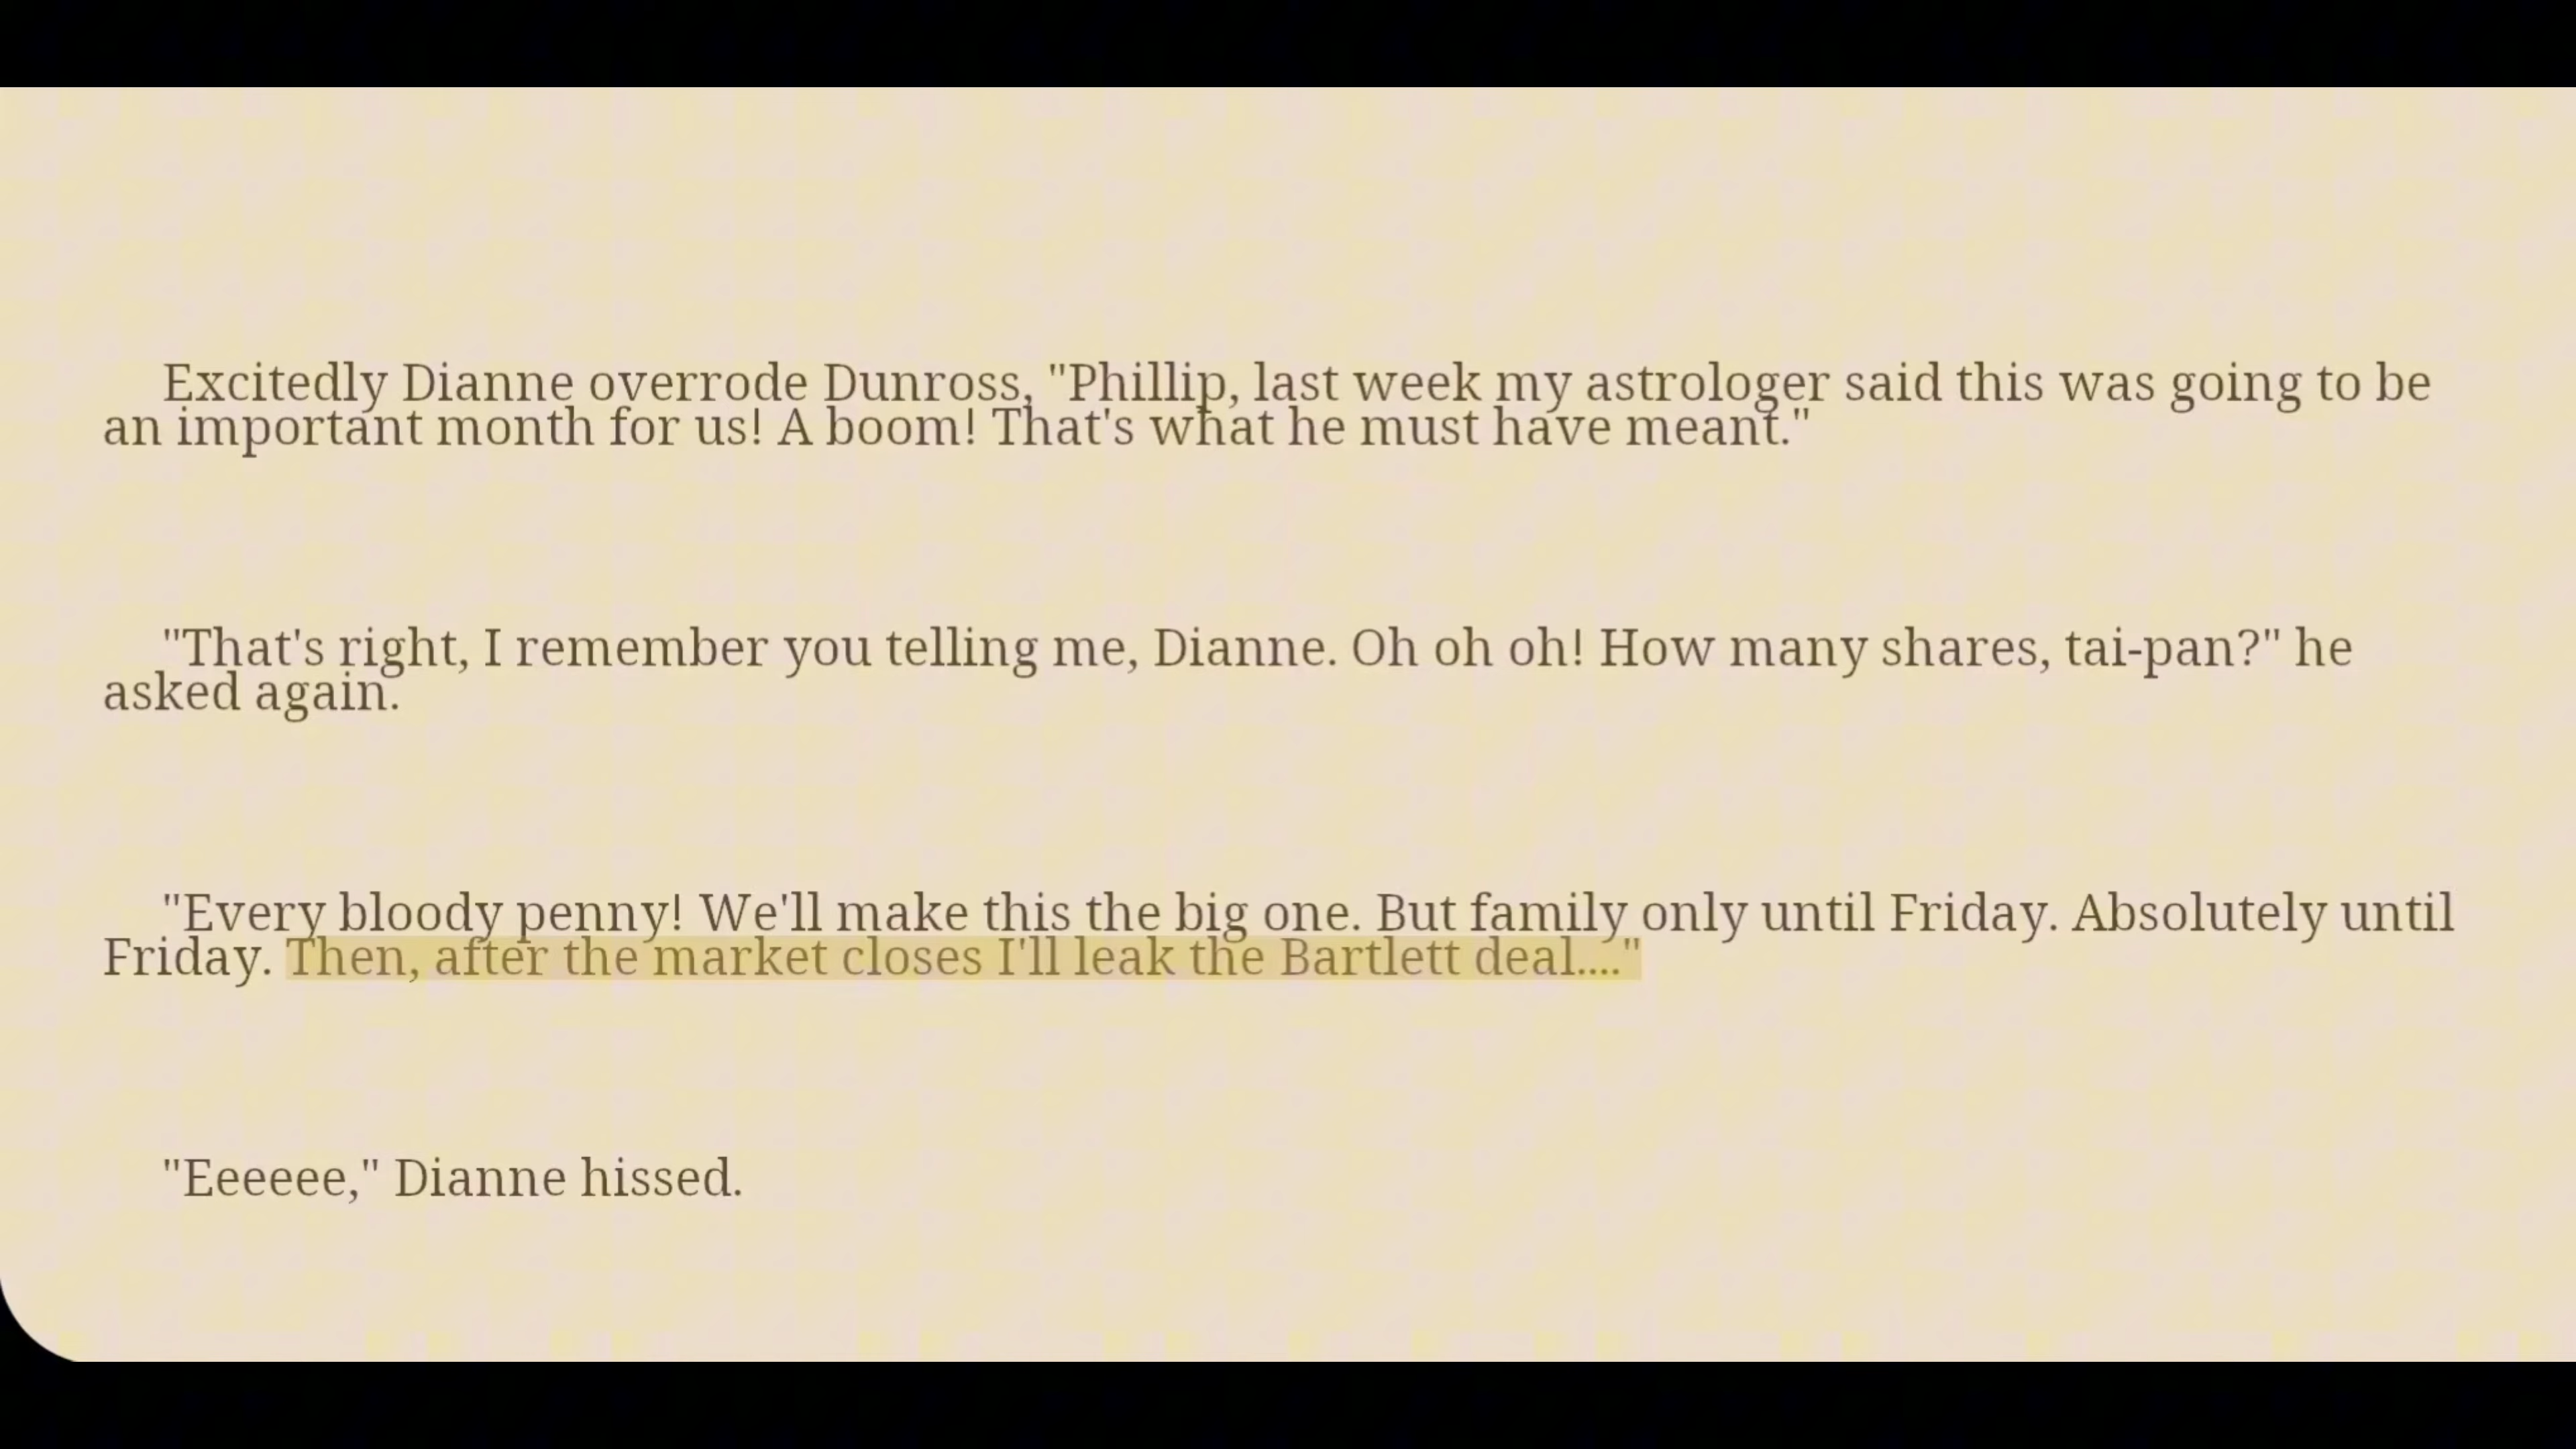 Excitedly Dianne overrode Dunross, "Phillip, last week my astrologer said this was going to be
an important month for us! A boom! That's what he must have meant."
"That's right, I remember you telling me, Dianne. Oh oh oh! How many shares, tai-pan?" he
asked again.
"Every bloody penny! We'll make this the big one. But family only until Friday. Absolutely until
Friday. Then, after the market closes I'll leak the Bartlett deal...."
"Eeeeee," Dianne hissed.